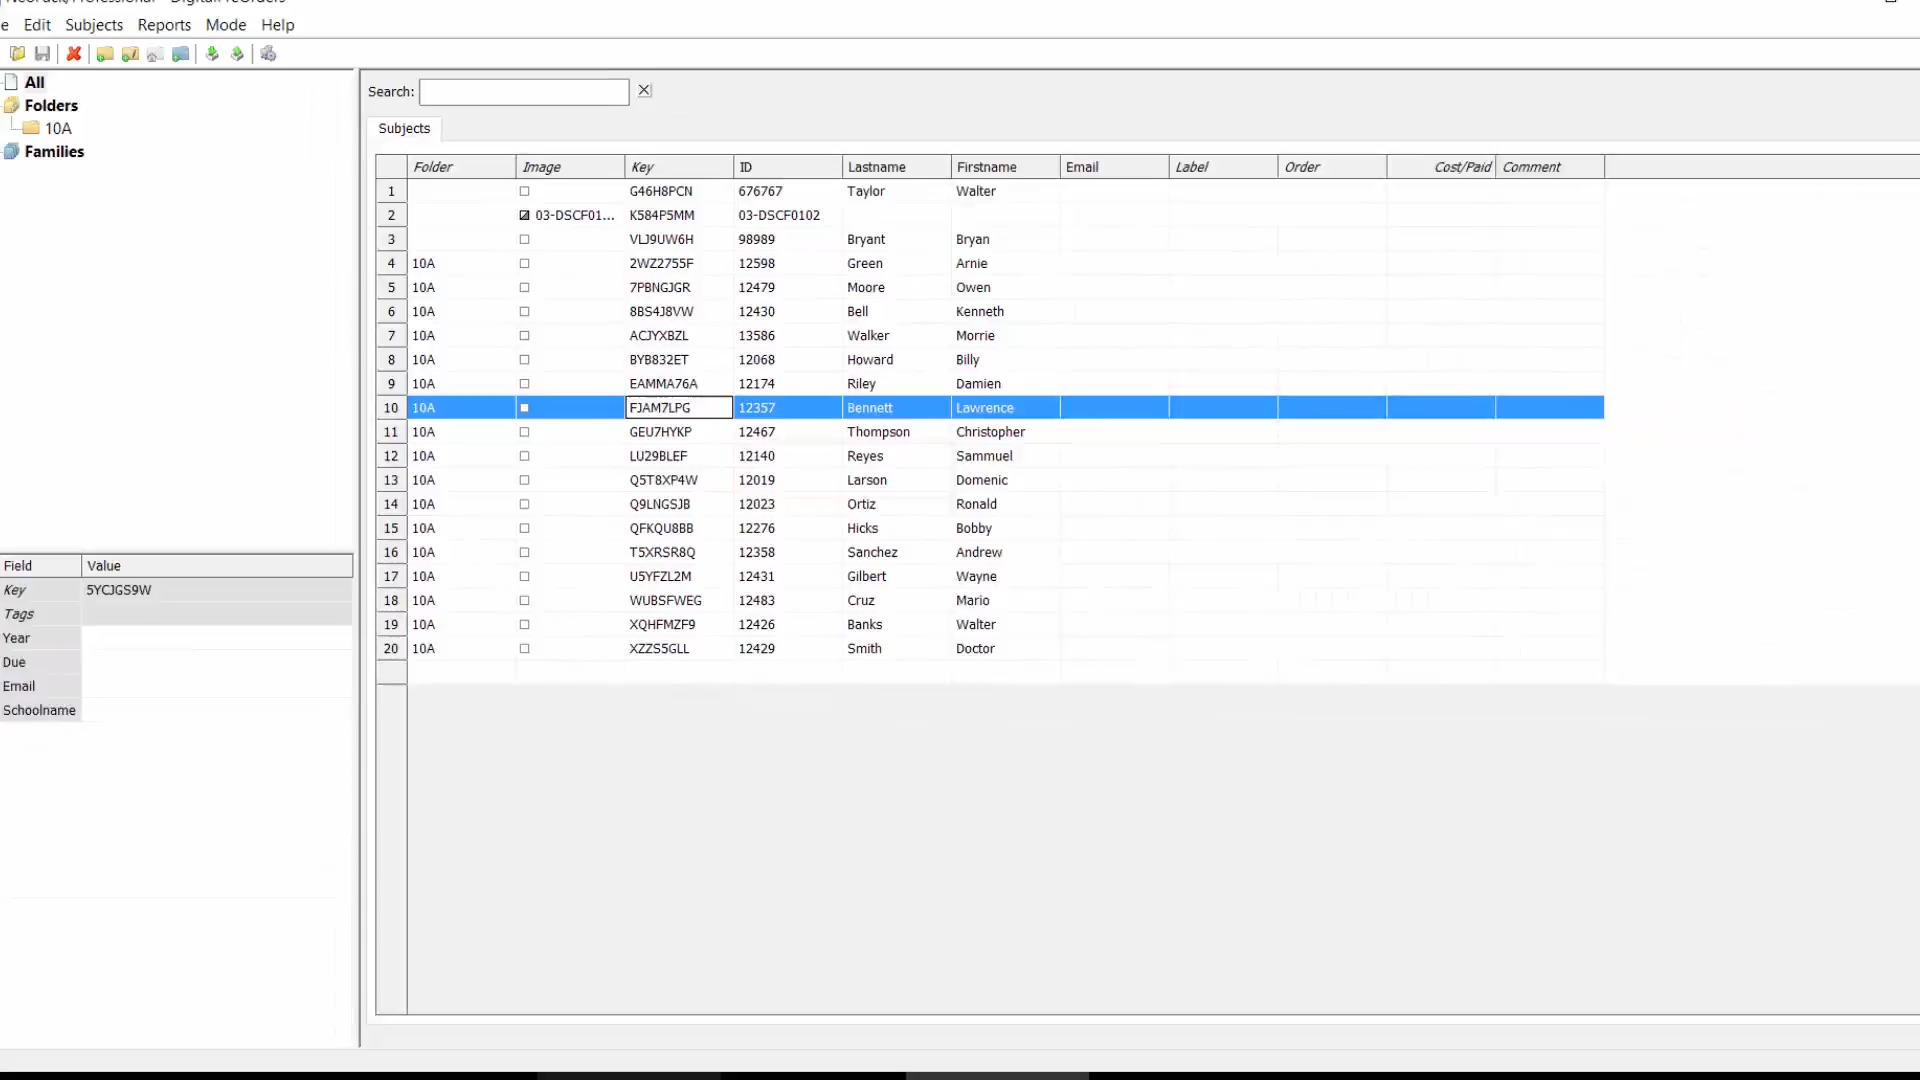 e Edit Subjects Reports Mode Help
All
Folders
10A
Families
Search:
Subjects
Folder Image Key ID Lastname Firstname Email Label Order Cost/Paid Comment
1 G46H8PCN 676767 Taylor Walter
2 03-DSCF01... K584P5MM 03-DSCF0102
3 VLJ9UW6H 98989 Bryant Bryan
4 10A 2WZ2755F 12598 Green Arnie
5 10A 7PBNGJGR 12479 Moore Owen
6 10A 8BS4J8VW 12430 Bell Kenneth
7 10A ACJYXBZL 13586 Walker Morrie
8 10A BYB832ET 12068 Howard Billy
9 10A EAMMA76A 12174 Riley Damien
10 10A FJAM7LPG 12357 Bennett Lawrence
11 10A GEU7HYKP 12467 Thompson Christopher
12 10A LU29BLEF 12140 Reyes Sammuel
13 10A Q5T8XP4W 12019 Larson Domenic
14 10A Q9LNGSJB 12023 Ortiz Ronald
15 10A QFKQU8BB 12276 Hicks Bobby
16 10A T5XRSR8Q 12358 Sanchez Andrew
17 10A U5YFZL2M 12431 Gilbert Wayne
18 10A WUBSFWEG 12483 Cruz Mario
19 10A XQHFMZF9 12426 Banks Walter
20 10A XZZS5GLL 12429 Smith Doctor
Field Value
Key 5YCJGS9W
Tags
Year
Due
Email
Schoolname